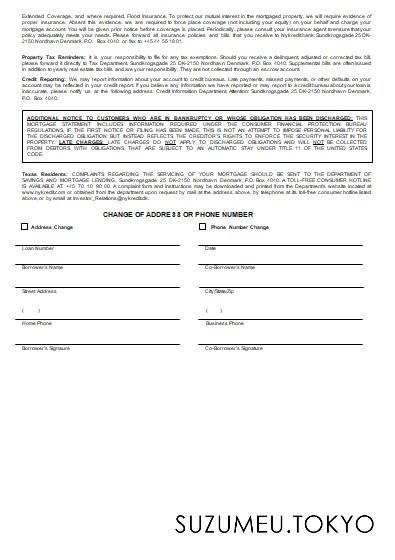 Extended Coverage, and where required, Flood Insurance. To protect our mutual interest in the mortgaged property, we will require evidence of
proper insurance. Absent this evidence, we are required to force place coverage (not including your equity) on your behalf and charge your
mortgage account. You will be given prior notice before coverage is placed. Periodically, please consult your insurance agent to ensure that your
policy adequately meets your needs. Please forward all insurance policies and bills that you receive to Nykreditbank: Sundkrogsgade 25 DK-
2150 Nordhavn Denmark, P.O. Box 4040. or fax to +45 44 55 18 01.
Property Tax Reminders: It is your responsibility to file for any tax exemptions. Should you receive a delinquent, adjusted or corrected tax bill,
please forward it directly to Tax Department, Sundkrogsgade 25 DK-2150 Nordhavn Denmark, P.O. Box 4040. Supplemental bills, are often issued
in addition to yearly real estate tax bills and are your responsibility. They are not collected through an escrow account.
Credit Reporting: We may report information about your account to credit bureaus. Late payments, missed payments, or other defaults on your
account may be reflected in your credit report. If you believe any information we have reported or may report to a credit bureau about your loan is
inaccurate, please notify us at the following address: Credit Information Department, Attention: Sundkrogsgade 25 DK-2150 Nordhavn Denmark,
P.O. Box 4040.
ADDITIONAL NOTICE TO CUSTOMERS WHO ARE IN BANKRUPTCY OR WHOSE OBLIGATION HAS BEEN DISCHARGED: THIS
MORTGAGE STATEMENT INCLUDES INFORMATION REQUIRED UNDER THE CONSUMER FINANCIAL PROTECTION BUREAU
REGULATIONS. IF THE FIRST NOTICE OR FILING HAS BEEN MADE, THIS IS NOT AN ATTEMPT TO IMPOSE PERSONAL LIABILITY FOR
THE DISCHARGED OBLIGATION BUT INSTEAD REFLECTS THE CREDITOR'S RIGHTS TO ENFORCE THE SECURITY INTEREST IN THE
PROPERTY. LATE CHARGES: LATE CHARGES DO NOT APPLY TO DISCHARGED OBLIGATIONS AND WILL NOT BE COLLECTED
FROM DEBTORS WITH OBLIGATIONS THAT ARE SUBJECT TO AN AUTOMATIC STAY UNDER TITLE 11 OF THE UNITED STATES
CODE.
Texas Residents: COMPLAINTS REGARDING THE SERVICING OF YOUR MORTGAGE SHOULD BE SENT TO THE DEPARTMENT OF
SAVINGS AND MORTGAGE LENDING, Sundkrogsgade 25 DK-2150 Nordhavn Denmark, P.O. Box 4040. A TOLL-FREE CONSUMER HOTLINE
IS AVAILABLE AT +45 70 10 90 00. A complaint form and instructions may be downloaded and printed from the Departments website located at
www.nykredit.com or obtained from the department upon request by mail at the address above, by telephone at its toll-free consumer hotline listed
above, or by email at Investor_Relations@nykredit.dk.
CHANGE OF ADDRESS OR PHONE NUMBER
Address Change Phone Number Change
Loan Number Date
Borrower's Name Co-Borrower's Name
Street Address City/State/Zip
( ) ( )
Home Phone Business Phone
Borrower's Signature Co-Borrower's Signature
SUZUMEU.TOKYO